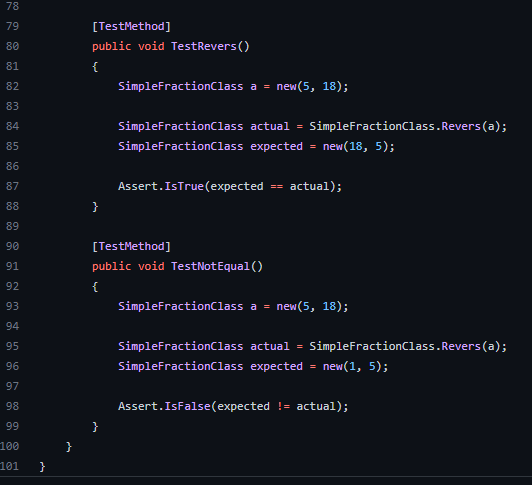 78
79 [TestMethod]
80 public void TestRevers()
81 {
82 SimpleFractionClass a = new(5, 18);
83
84 SimpleFractionClass actual = SimpleFractionClass.Revers(a);
85 SimpleFractionClass expected = new(18, 5);
86
87 Assert.IsTrue(expected == actual);
88 }
89
90 [TestMethod]
91 public void TestNotEqual()
92 {
93 SimpleFractionClass a = new(5, 18);
94
95 SimpleFractionClass actual = SimpleFractionClass.Revers(a);
96 SimpleFractionClass expected = new(1, 5);
97
98 Assert.IsFalse(expected != actual);
99 }
100 }
101 }